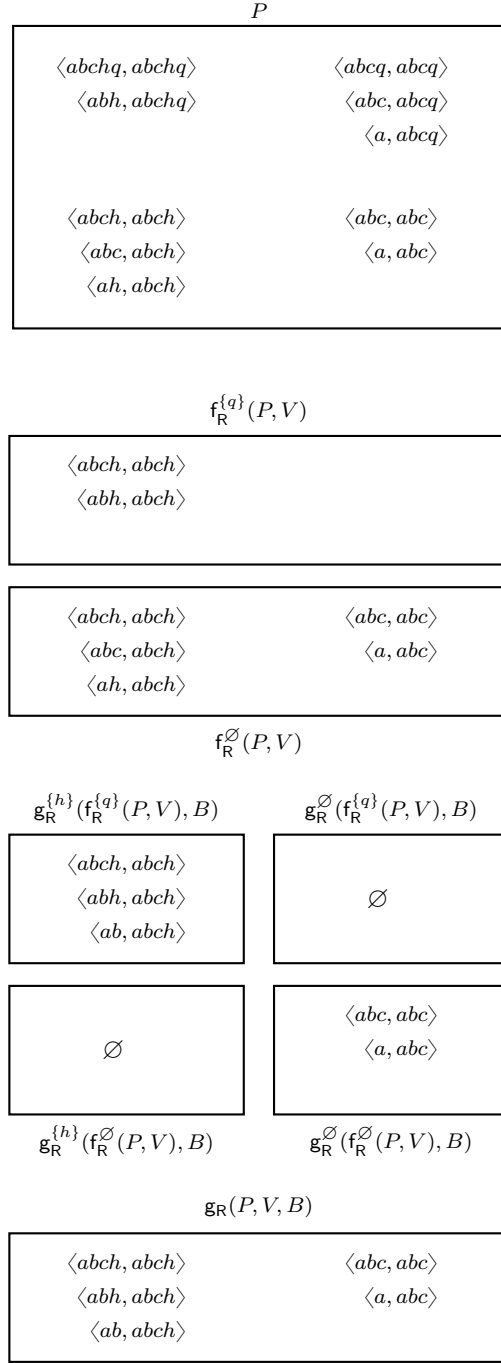 P
⟨abchq, abchq⟩ ⟨abcq, abcq⟩
⟨abh, abchq⟩ ⟨abc, abcq⟩
⟨a, abcq⟩
⟨abch, abch⟩ ⟨abc, abc⟩
⟨abc, abch⟩ ⟨a, abc⟩
⟨ah, abch⟩
f_R^{q}(P, V)
⟨abch, abch⟩
⟨abh, abch⟩
⟨abch, abch⟩ ⟨abc, abc⟩
⟨abc, abch⟩ ⟨a, abc⟩
⟨ah, abch⟩
f_R^∅(P, V)
g_R^{h}(f_R^{q}(P, V), B) g_R^∅(f_R^{q}(P, V), B)
⟨abch, abch⟩
⟨abh, abch⟩ ∅
⟨ab, abch⟩
⟨abc, abc⟩
∅ ⟨a, abc⟩
g_R^{h}(f_R^∅(P, V), B) g_R^∅(f_R^∅(P, V), B)
g_R(P, V, B)
⟨abch, abch⟩ ⟨abc, abc⟩
⟨abh, abch⟩ ⟨a, abc⟩
⟨ab, abch⟩